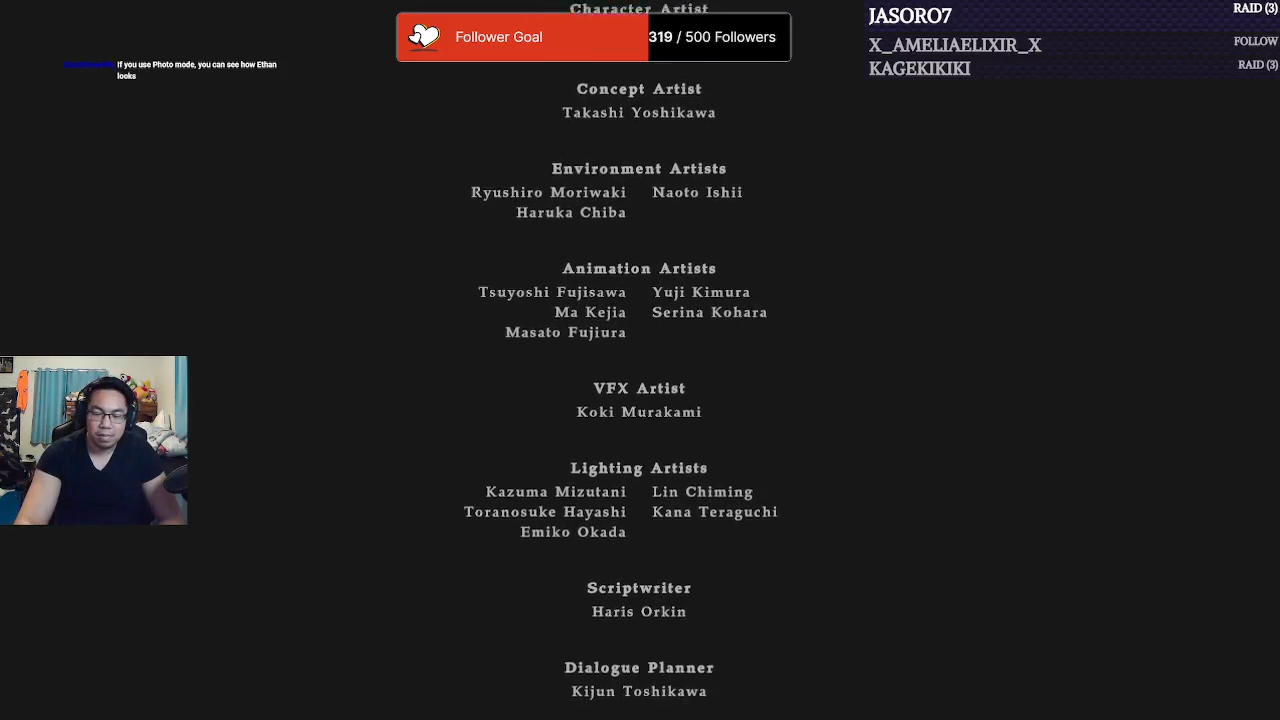 Character Artist
Follower Goal
319 / 500 Followers
JASORO7
RAID (3)
X_AMELIAELIXIR_X
FOLLOW
KAGEKIKIKI
RAID (3)
If you use Photo mode, you can see how Ethan
looks
Concept Artist
Takashi Yoshikawa
Environment Artists
Ryushiro Moriwaki Naoto Ishii
Haruka Chiba
Animation Artists
Tsuyoshi Fujisawa Yuji Kimura
Ma Kejia Serina Kohara
Masato Fujiura
VFX Artist
Koki Murakami
Lighting Artists
Kazuma Mizutani Lin Chiming
Toranosuke Hayashi Kana Teraguchi
Emiko Okada
Scriptwriter
Haris Orkin
Dialogue Planner
Kijun Toshikawa